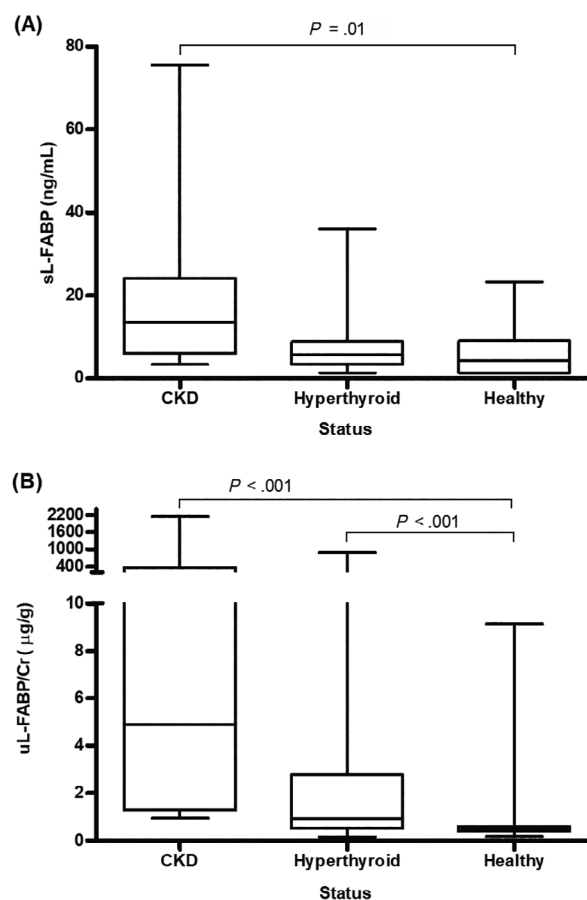 (A)
P = .01
80
60
40
20
0
sL-FABP (ng/mL)
CKD Hyperthyroid Healthy
Status
(B)
P < .001
P < .001
2200
1600
1000
400
10
8
6
4
2
0
uL-FABP/Cr ( μg/g)
CKD Hyperthyroid Healthy
Status